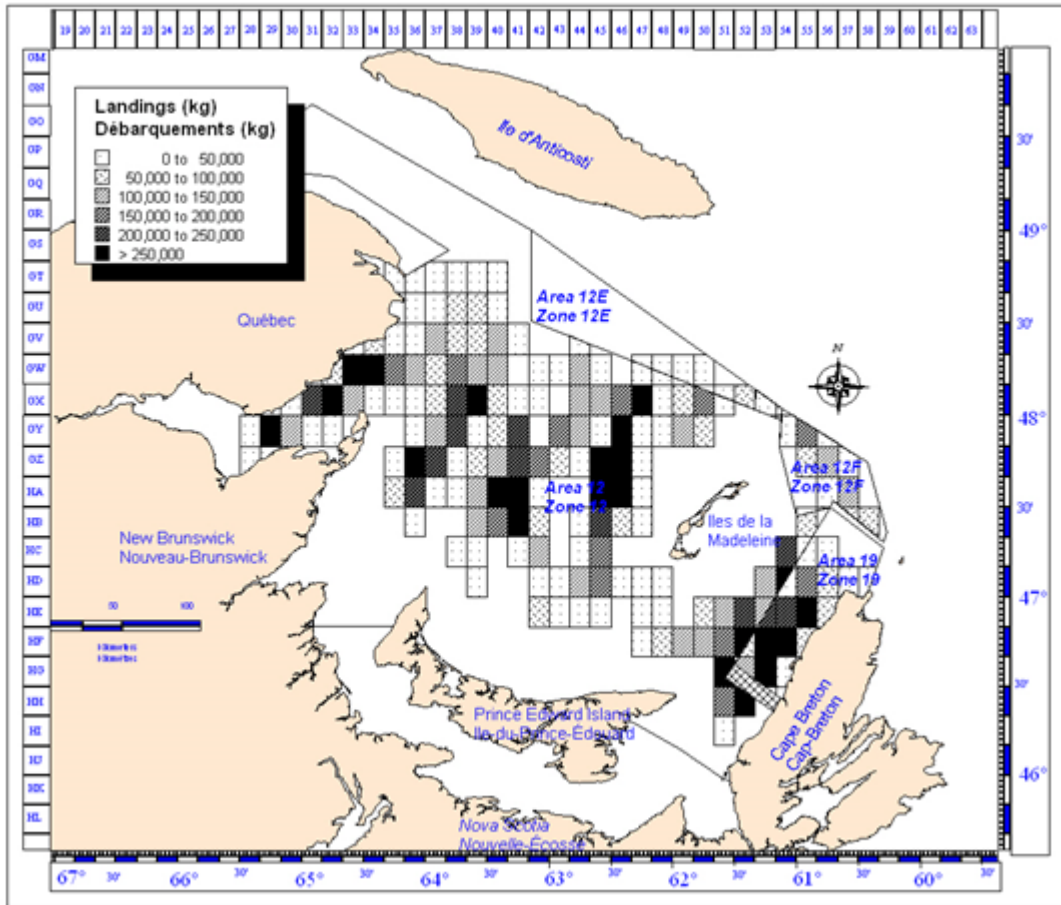 19 20 21 22 23 24 25 26 27 28 29 30 31 32 33 34 35 36 37 38 39 40 41 42 43 44 45 46 47 48 49 50 51 52 53 54 55 56 57 58 59 60 61 62 63
Landings (kg)
Débarquements (kg)
0 to 50,000
50,000 to 100,000
100,000 to 150,000
150,000 to 200,000
200,000 to 250,000
> 250,000
Ile d'Anticosti
30'
49°
Québec
Area 12E
Zone 12E
30'
N
48°
Area 12F
Zone 12F
Area 12
Zone 12
30'
New Brunswick
Nouveau-Brunswick
Iles de la
Madeleine
Area 19
Zone 19
47°
50 100
30'
Prince Edward Island
Ile-du-Prince-Édouard
Cape Breton
Cap-Breton
46°
Nova Scotia
Nouvelle-Écosse
67° 30' 66° 30' 65° 30' 64° 30' 63° 30' 62° 30' 61° 30' 60° 30'